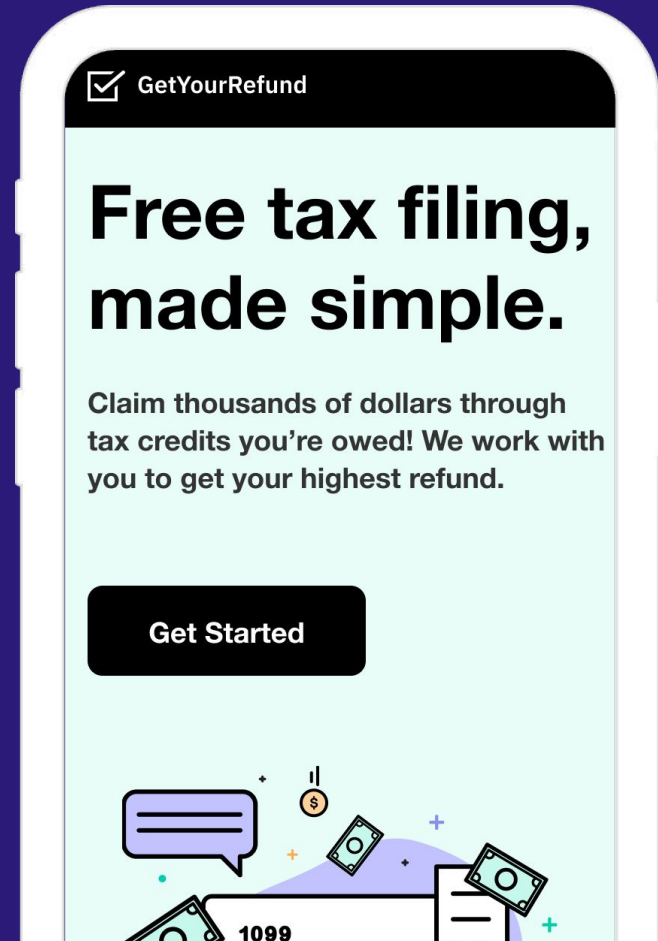 GetYourRefund
Free tax filing,
made simple.
Claim thousands of dollars through
tax credits you’re owed! We work with
you to get your highest refund.
Get Started
$
1099